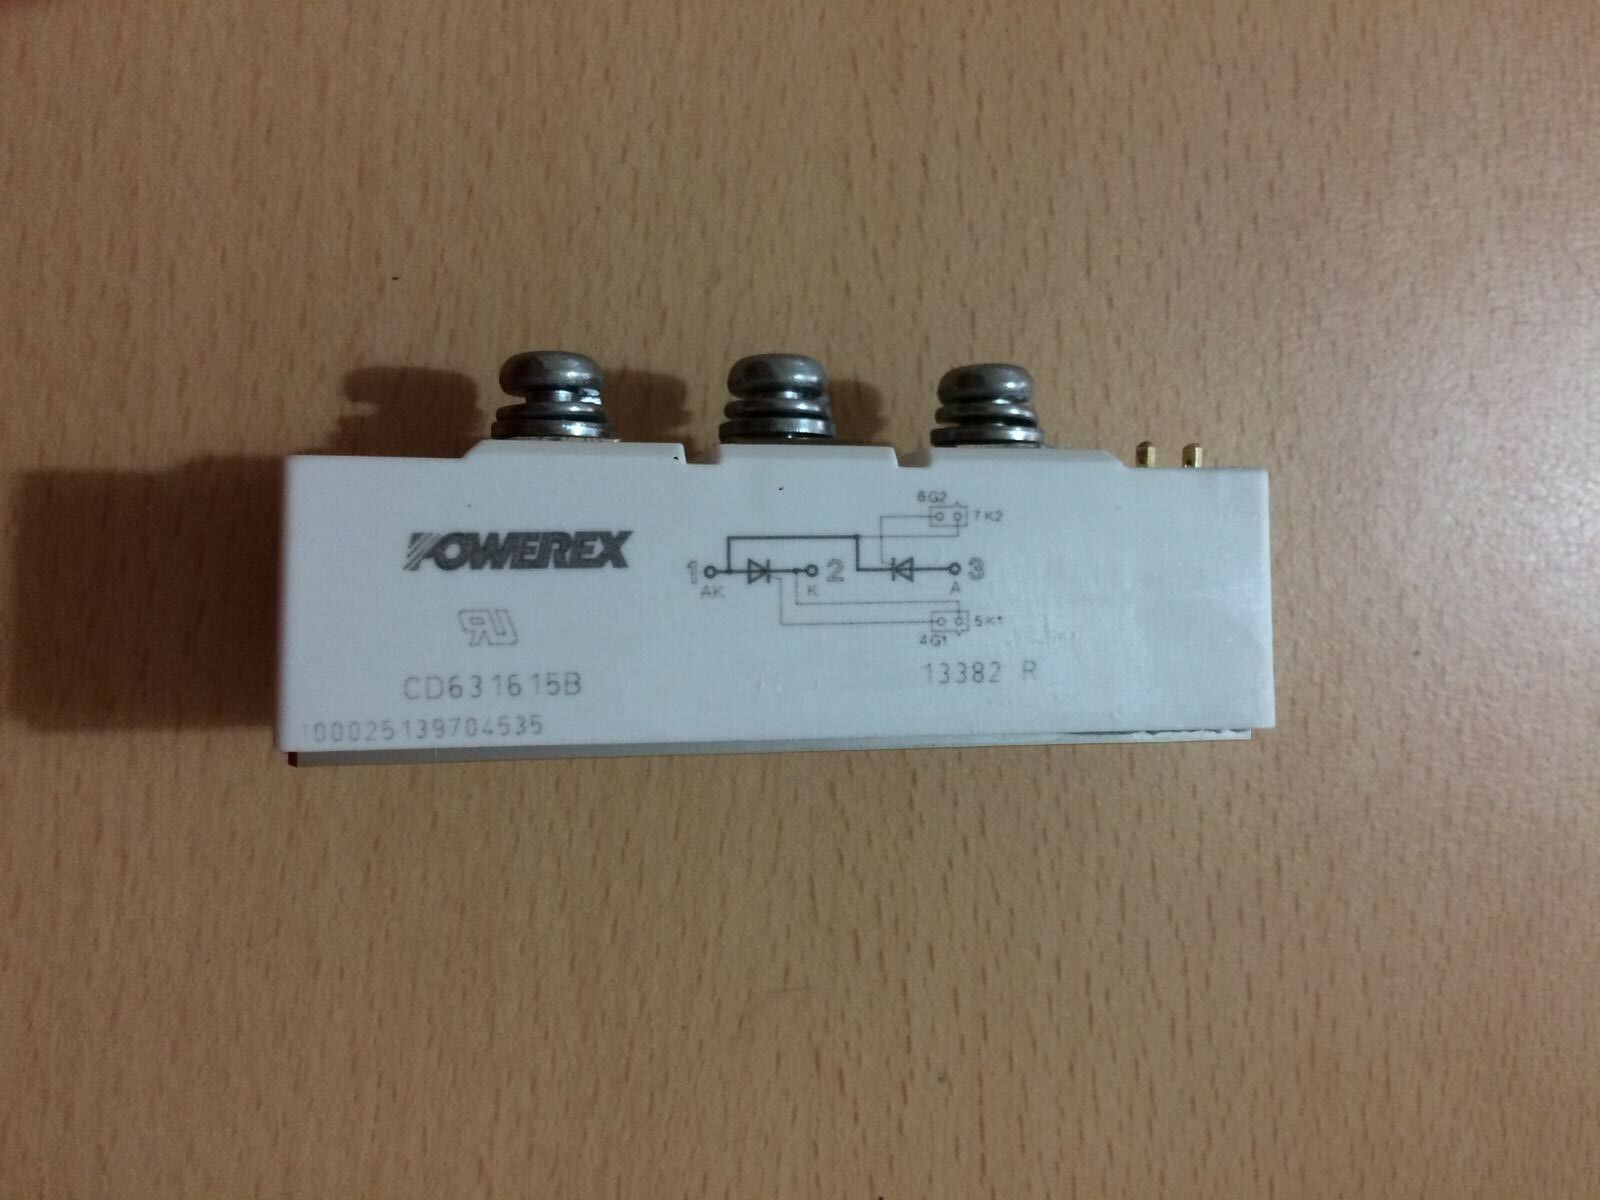 POWEREX
6G2
7K2
1
2
3
AK
K
A
5K1
4G1
CD631615B
13382 R
100025139704535